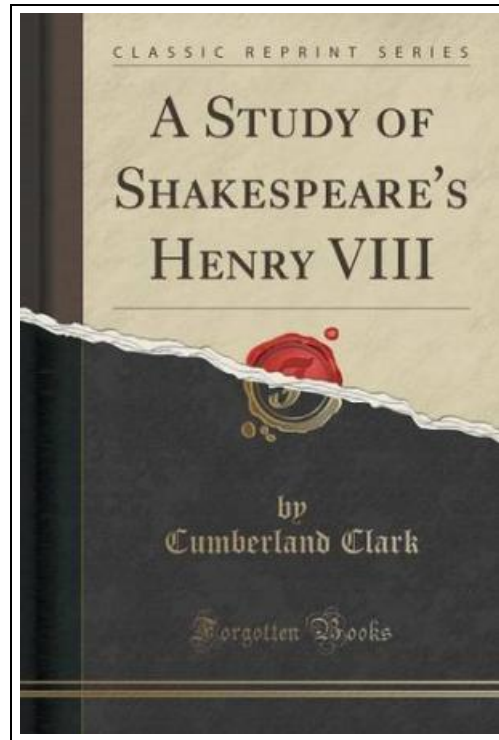 CLASSIC REPRINT SERIES
A STUDY OF
SHAKESPEARE'S
HENRY VIII
by
Cumberland Clark
Forgotten Books